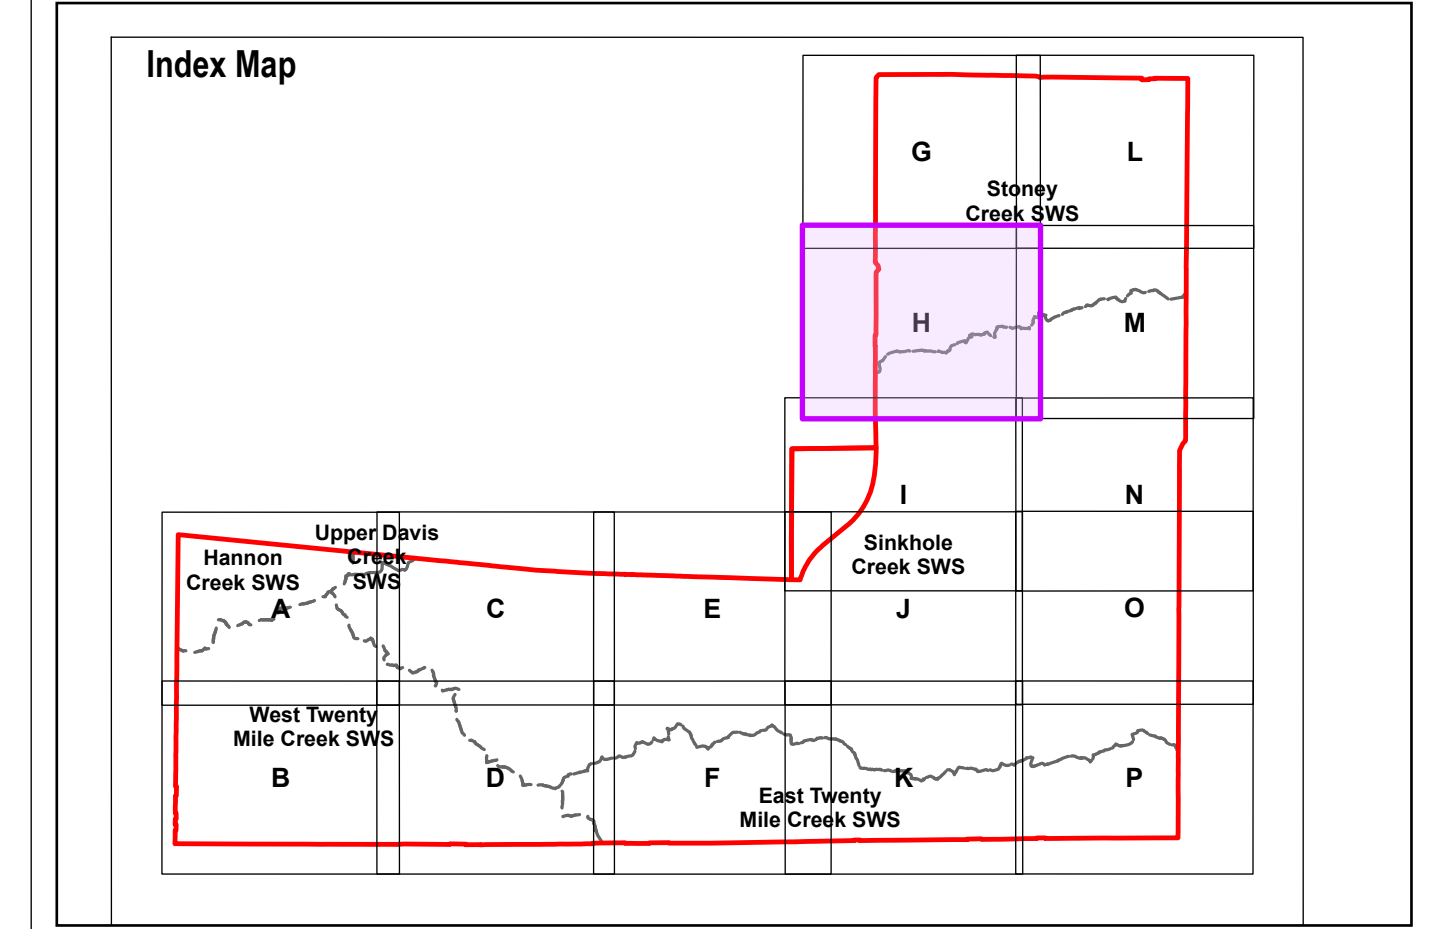 Index Map
G
L
Stoney
Creek SWS
H
M
I
N
Upper Davis
Creek
SWS
Hannon
Creek SWS
Sinkhole
Creek SWS
A
C
E
J
O
West Twenty
Mile Creek SWS
B
D
F
K
P
East Twenty
Mile Creek SWS